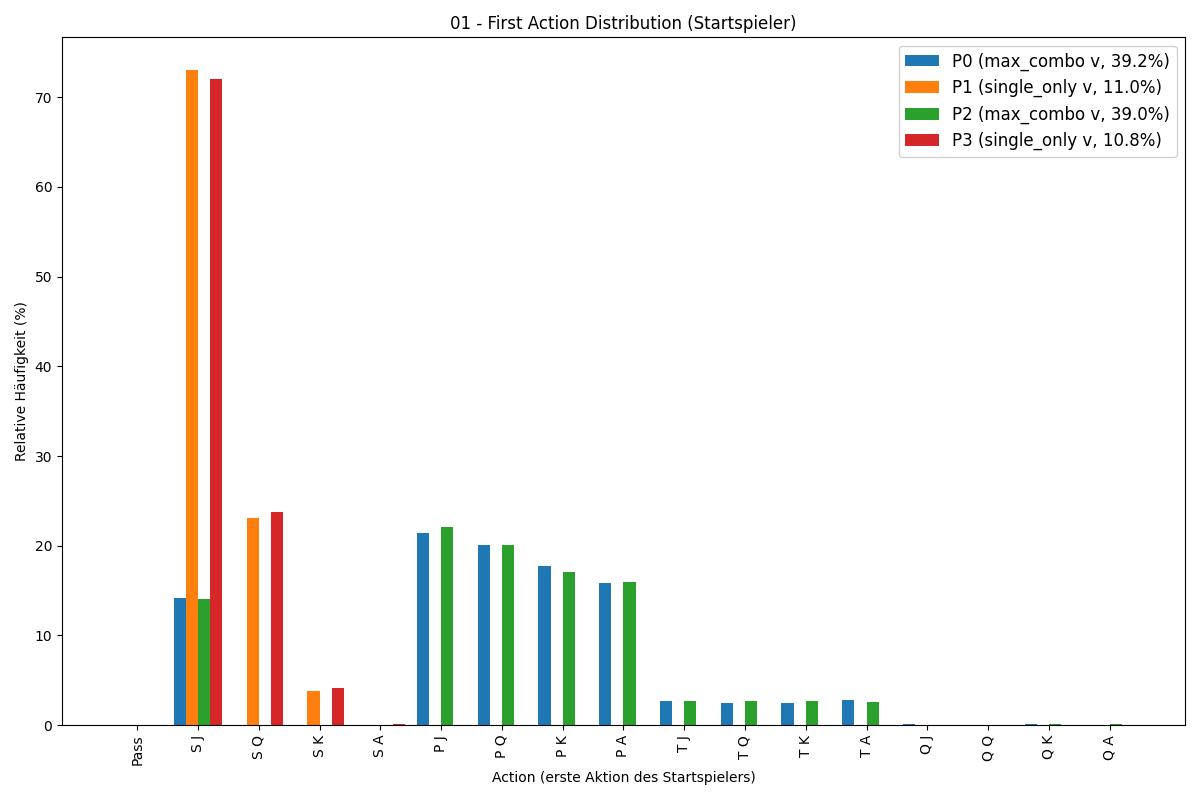 01 - First Action Distribution (Startspieler)
P0 (max_combo v, 39.2%)
P1 (single_only v, 11.0%)
P2 (max_combo v, 39.0%)
P3 (single_only v, 10.8%)
Relative Häufigkeit (%)
70
60
50
40
30
20
10
0
Pass
S J
S Q
S K
S A
P J
P Q
P K
P A
T J
T Q
T K
T A
Q J
Q Q
Q K
Q A
Action (erste Aktion des Startspielers)